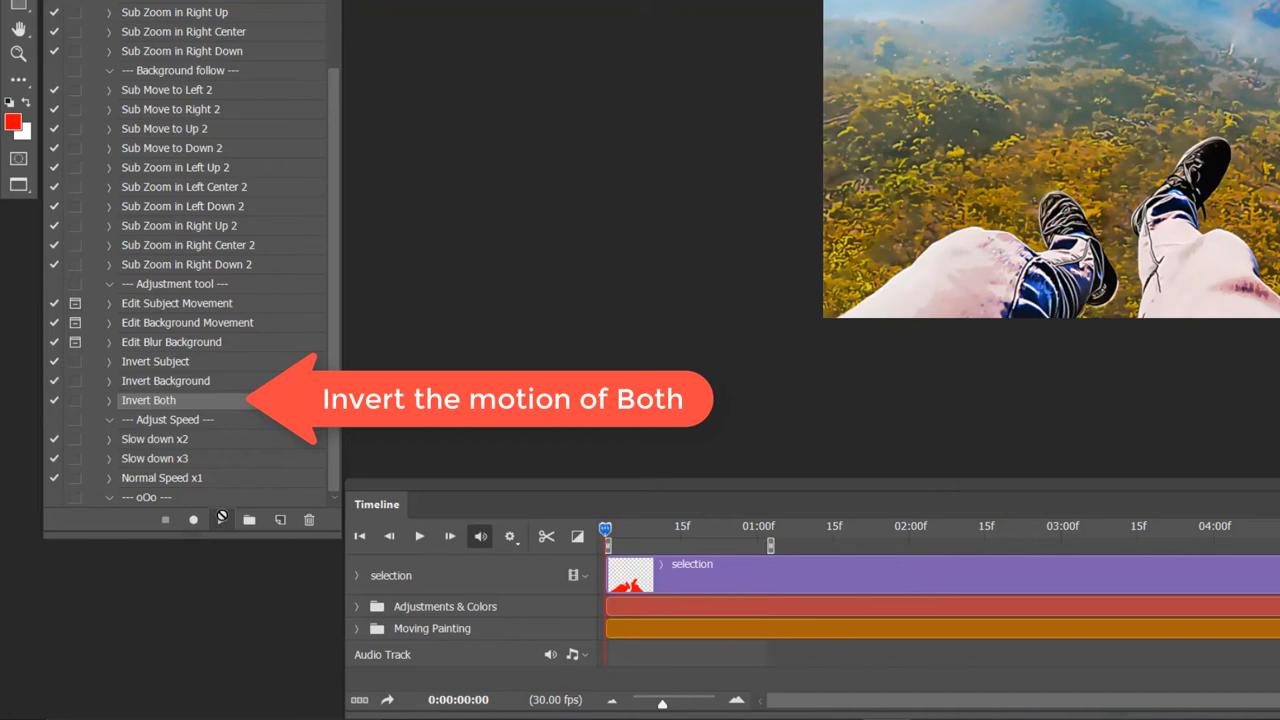 Sub Zoom in Right Up
Sub Zoom in Right Center
Sub Zoom in Right Down
--- Background follow ---
Sub Move to Left 2
Sub Move to Right 2
Sub Move to Up 2
Sub Move to Down 2
Sub Zoom in Left Up 2
Sub Zoom in Left Center 2
Sub Zoom in Left Down 2
Sub Zoom in Right Up 2
Sub Zoom in Right Center 2
Sub Zoom in Right Down 2
--- Adjustment tool ---
Edit Subject Movement
Edit Background Movement
Edit Blur Background
Invert Subject
Invert Background
Invert Both
Invert the motion of Both
--- Adjust Speed ---
Slow down x2
Slow down x3
Normal Speed x1
--- oOo ---
Timeline
15f 01:00f 15f 02:00f 15f 03:00f 15f 04:00f
selection
selection
Adjustments & Colors
Moving Painting
Audio Track
0:00:00:00 (30.00 fps)